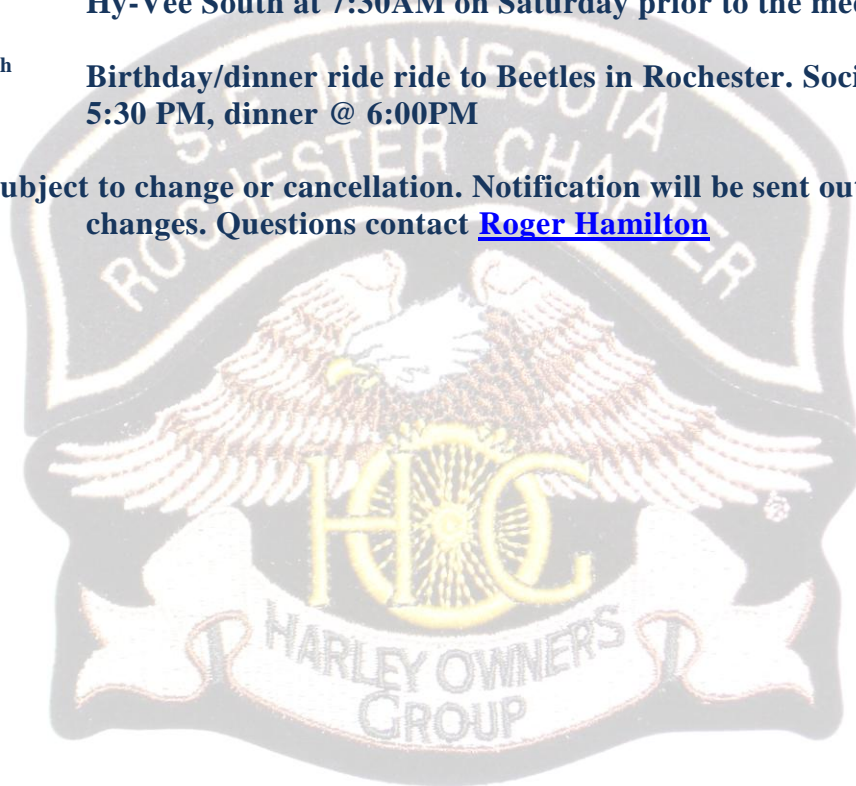 Hy-Vee South at 7:30AM on Saturday prior to the mee
h Birthday/dinner ride ride to Beetles in Rochester. Soci
5:30 PM, dinner @ 6:00PM
ubject to change or cancellation. Notification will be sent out
changes. Questions contact Roger Hamilton
S.E. MINNESOTA
ROCHESTER CHAPTER
HOG
HARLEY OWNERS
GROUP